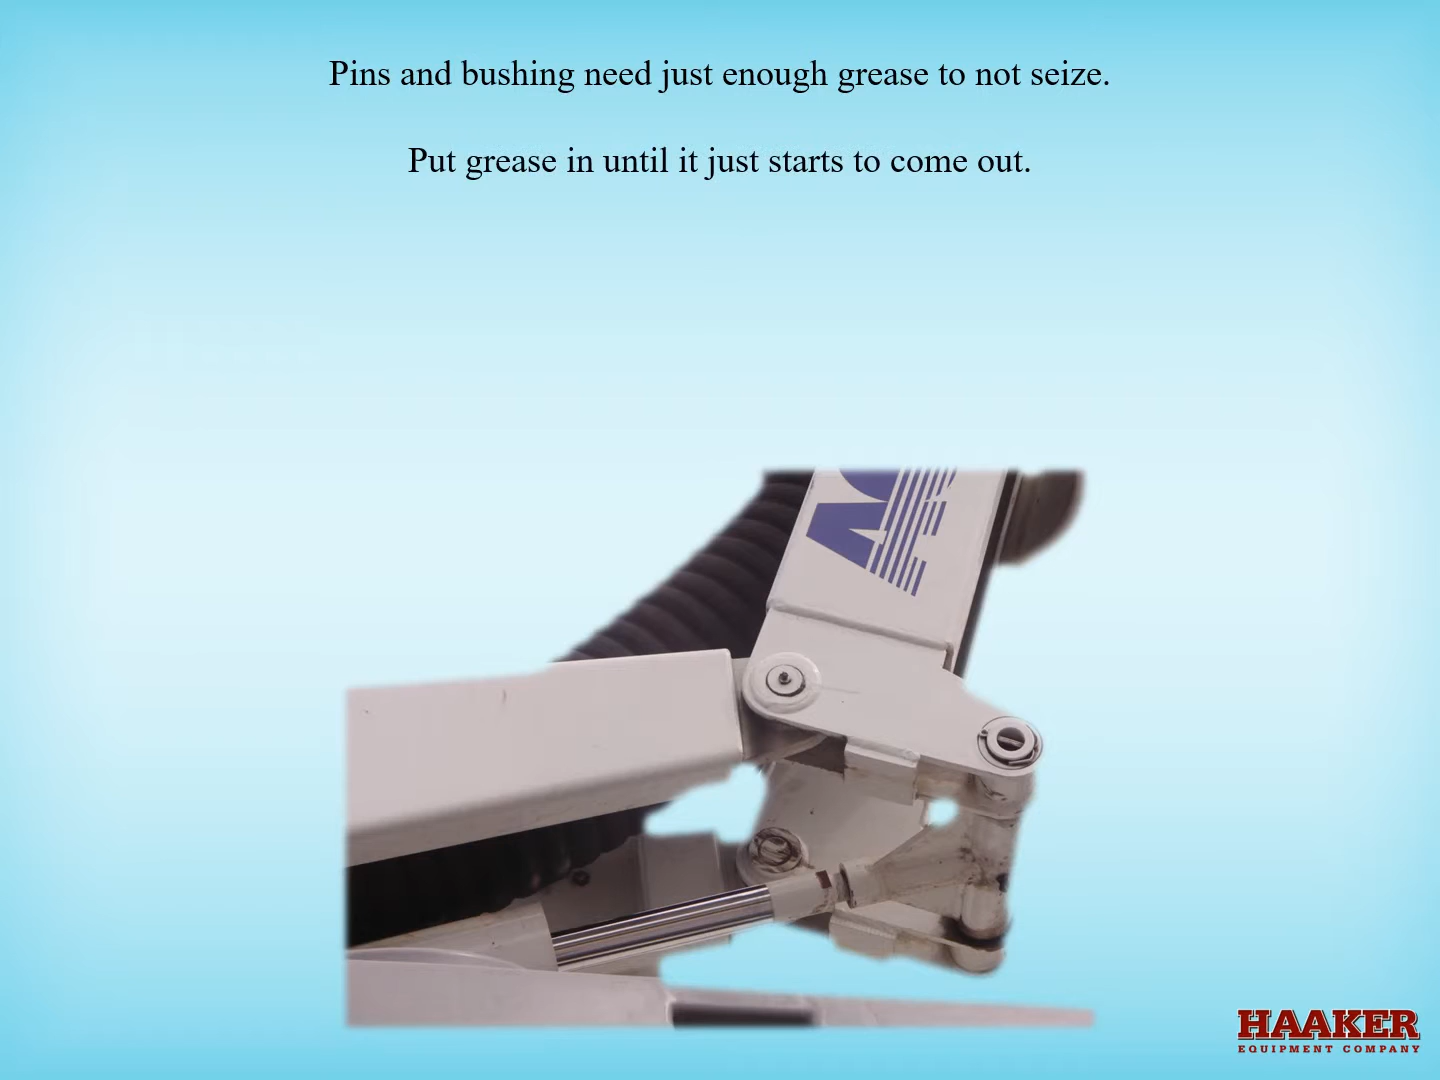 Pins and bushing need just enough grease to not seize.
Put grease in until it just starts to come out.
HAAKER
EQUIPMENT COMPANY